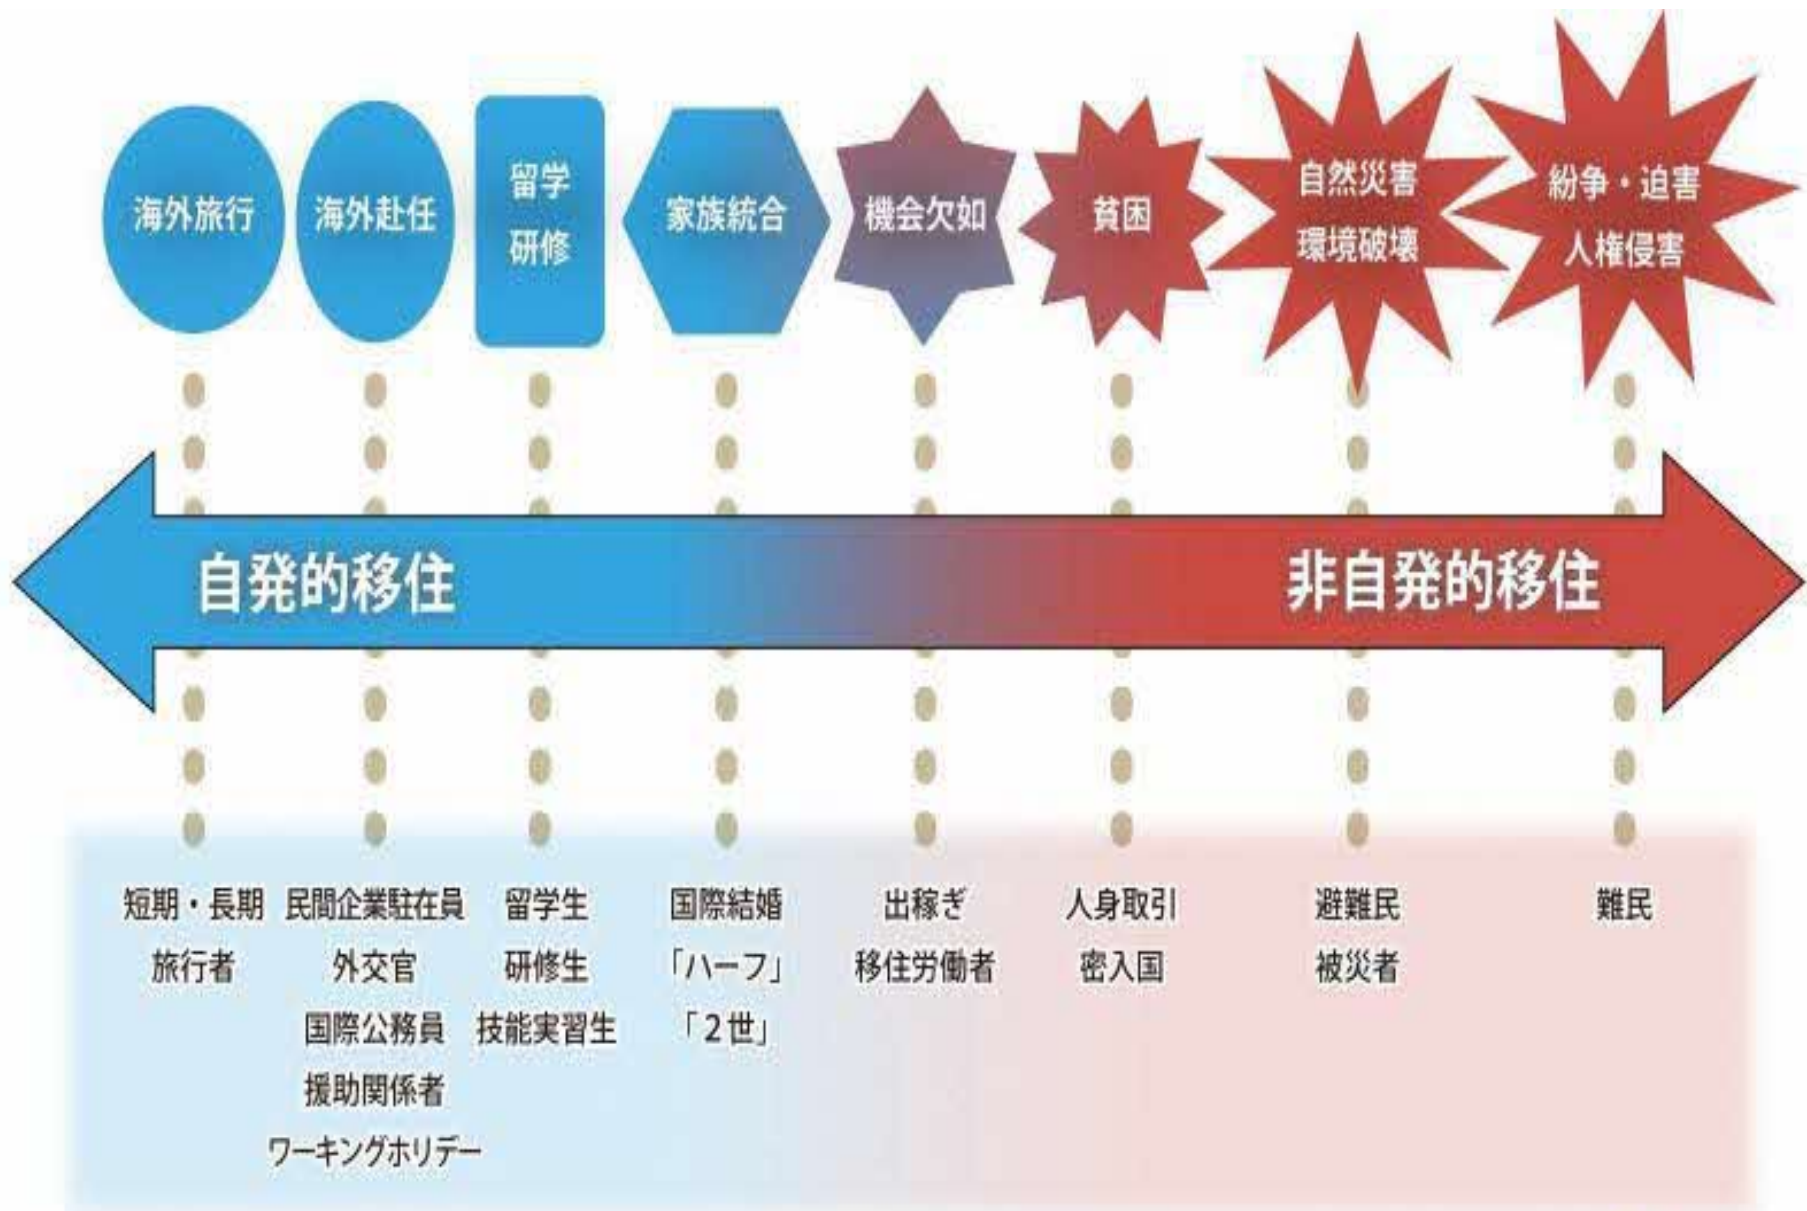 海外旅行
海外赴任
留学
研修
家族統合
機会欠如
貧困
自然災害
環境破壊
紛争・迫害
人権侵害
自発的移住
非自発的移住
短期・長期
旅行者
民間企業駐在員
外交官
国際公務員
援助関係者
ワーキングホリデー
留学生
研修生
技能実習生
国際結婚
「ハーフ」
「2世」
出稼ぎ
移住労働者
人身取引
密入国
避難民
被災者
難民